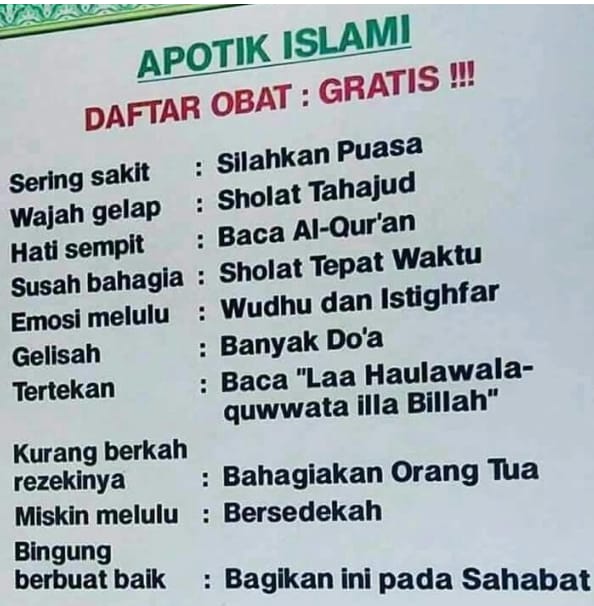 APOTIK ISLAMI
DAFTAR OBAT : GRATIS !!!
Sering sakit : Silahkan Puasa
Wajah gelap : Sholat Tahajud
Hati sempit : Baca Al-Qur'an
Susah bahagia : Sholat Tepat Waktu
Emosi melulu : Wudhu dan Istighfar
Gelisah : Banyak Do'a
Tertekan : Baca "Laa Haulawala-
quwwata illa Billah"
Kurang berkah
rezekinya : Bahagiakan Orang Tua
Miskin melulu : Bersedekah
Bingung
berbuat baik : Bagikan ini pada Sahabat